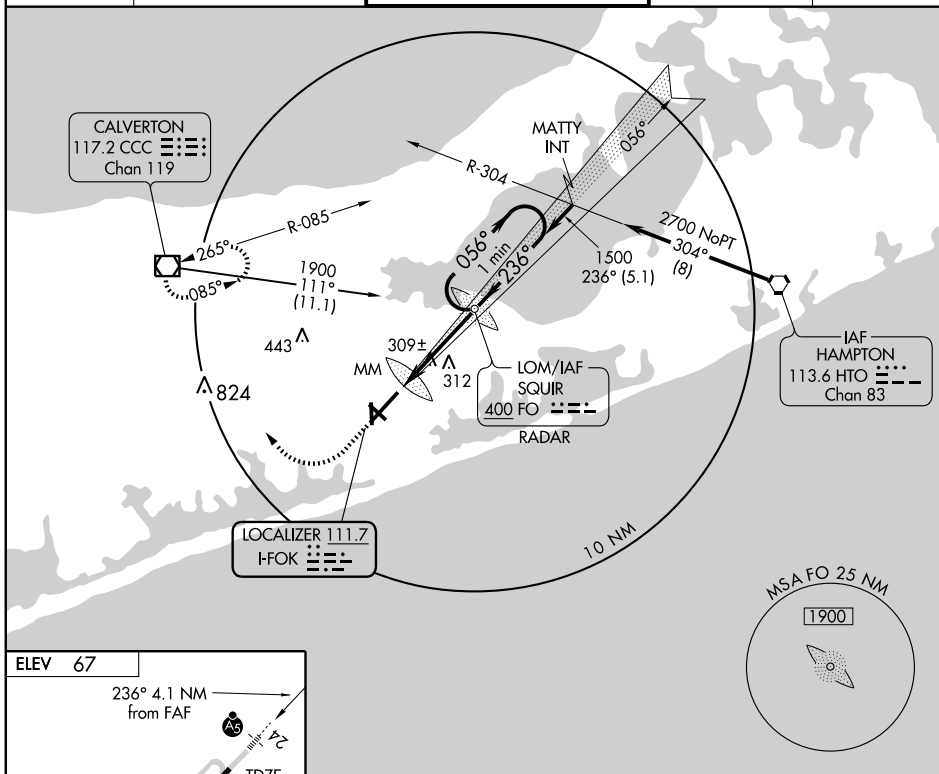 CALVERTON
117.2 CCC
Chan 119
R-085
265°
085°
1900
111°
(11.1)
443
824
MATTY
INT
R-304
056°
2700 NoPT
304°
(8)
056°
1 min
236°
1500
236° (5.1)
309±
MM
312
LOM/IAF
SQUIR
400 FO
RADAR
IAF
HAMPTON
113.6 HTO
Chan 83
LOCALIZER 111.7
I-FOK
10 NM
MSA FO 25 NM
1900
ELEV 67
236° 4.1 NM
from FAF
A5
24
TDZE